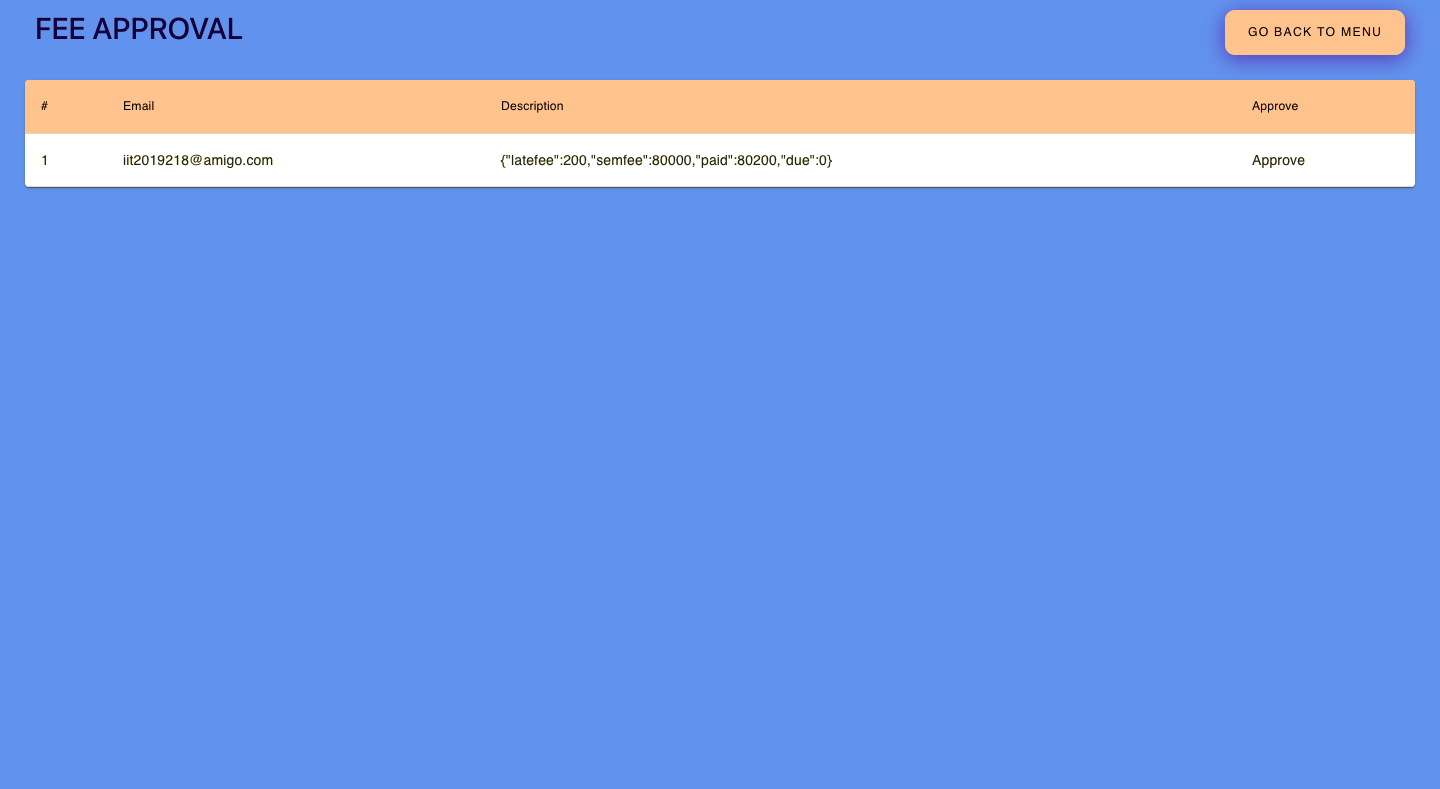 FEE APPROVAL
GO BACK TO MENU
# Email Description Approve
1 iit2019218@amigo.com {"latefee":200,"semfee":80000,"paid":80200,"due":0} Approve